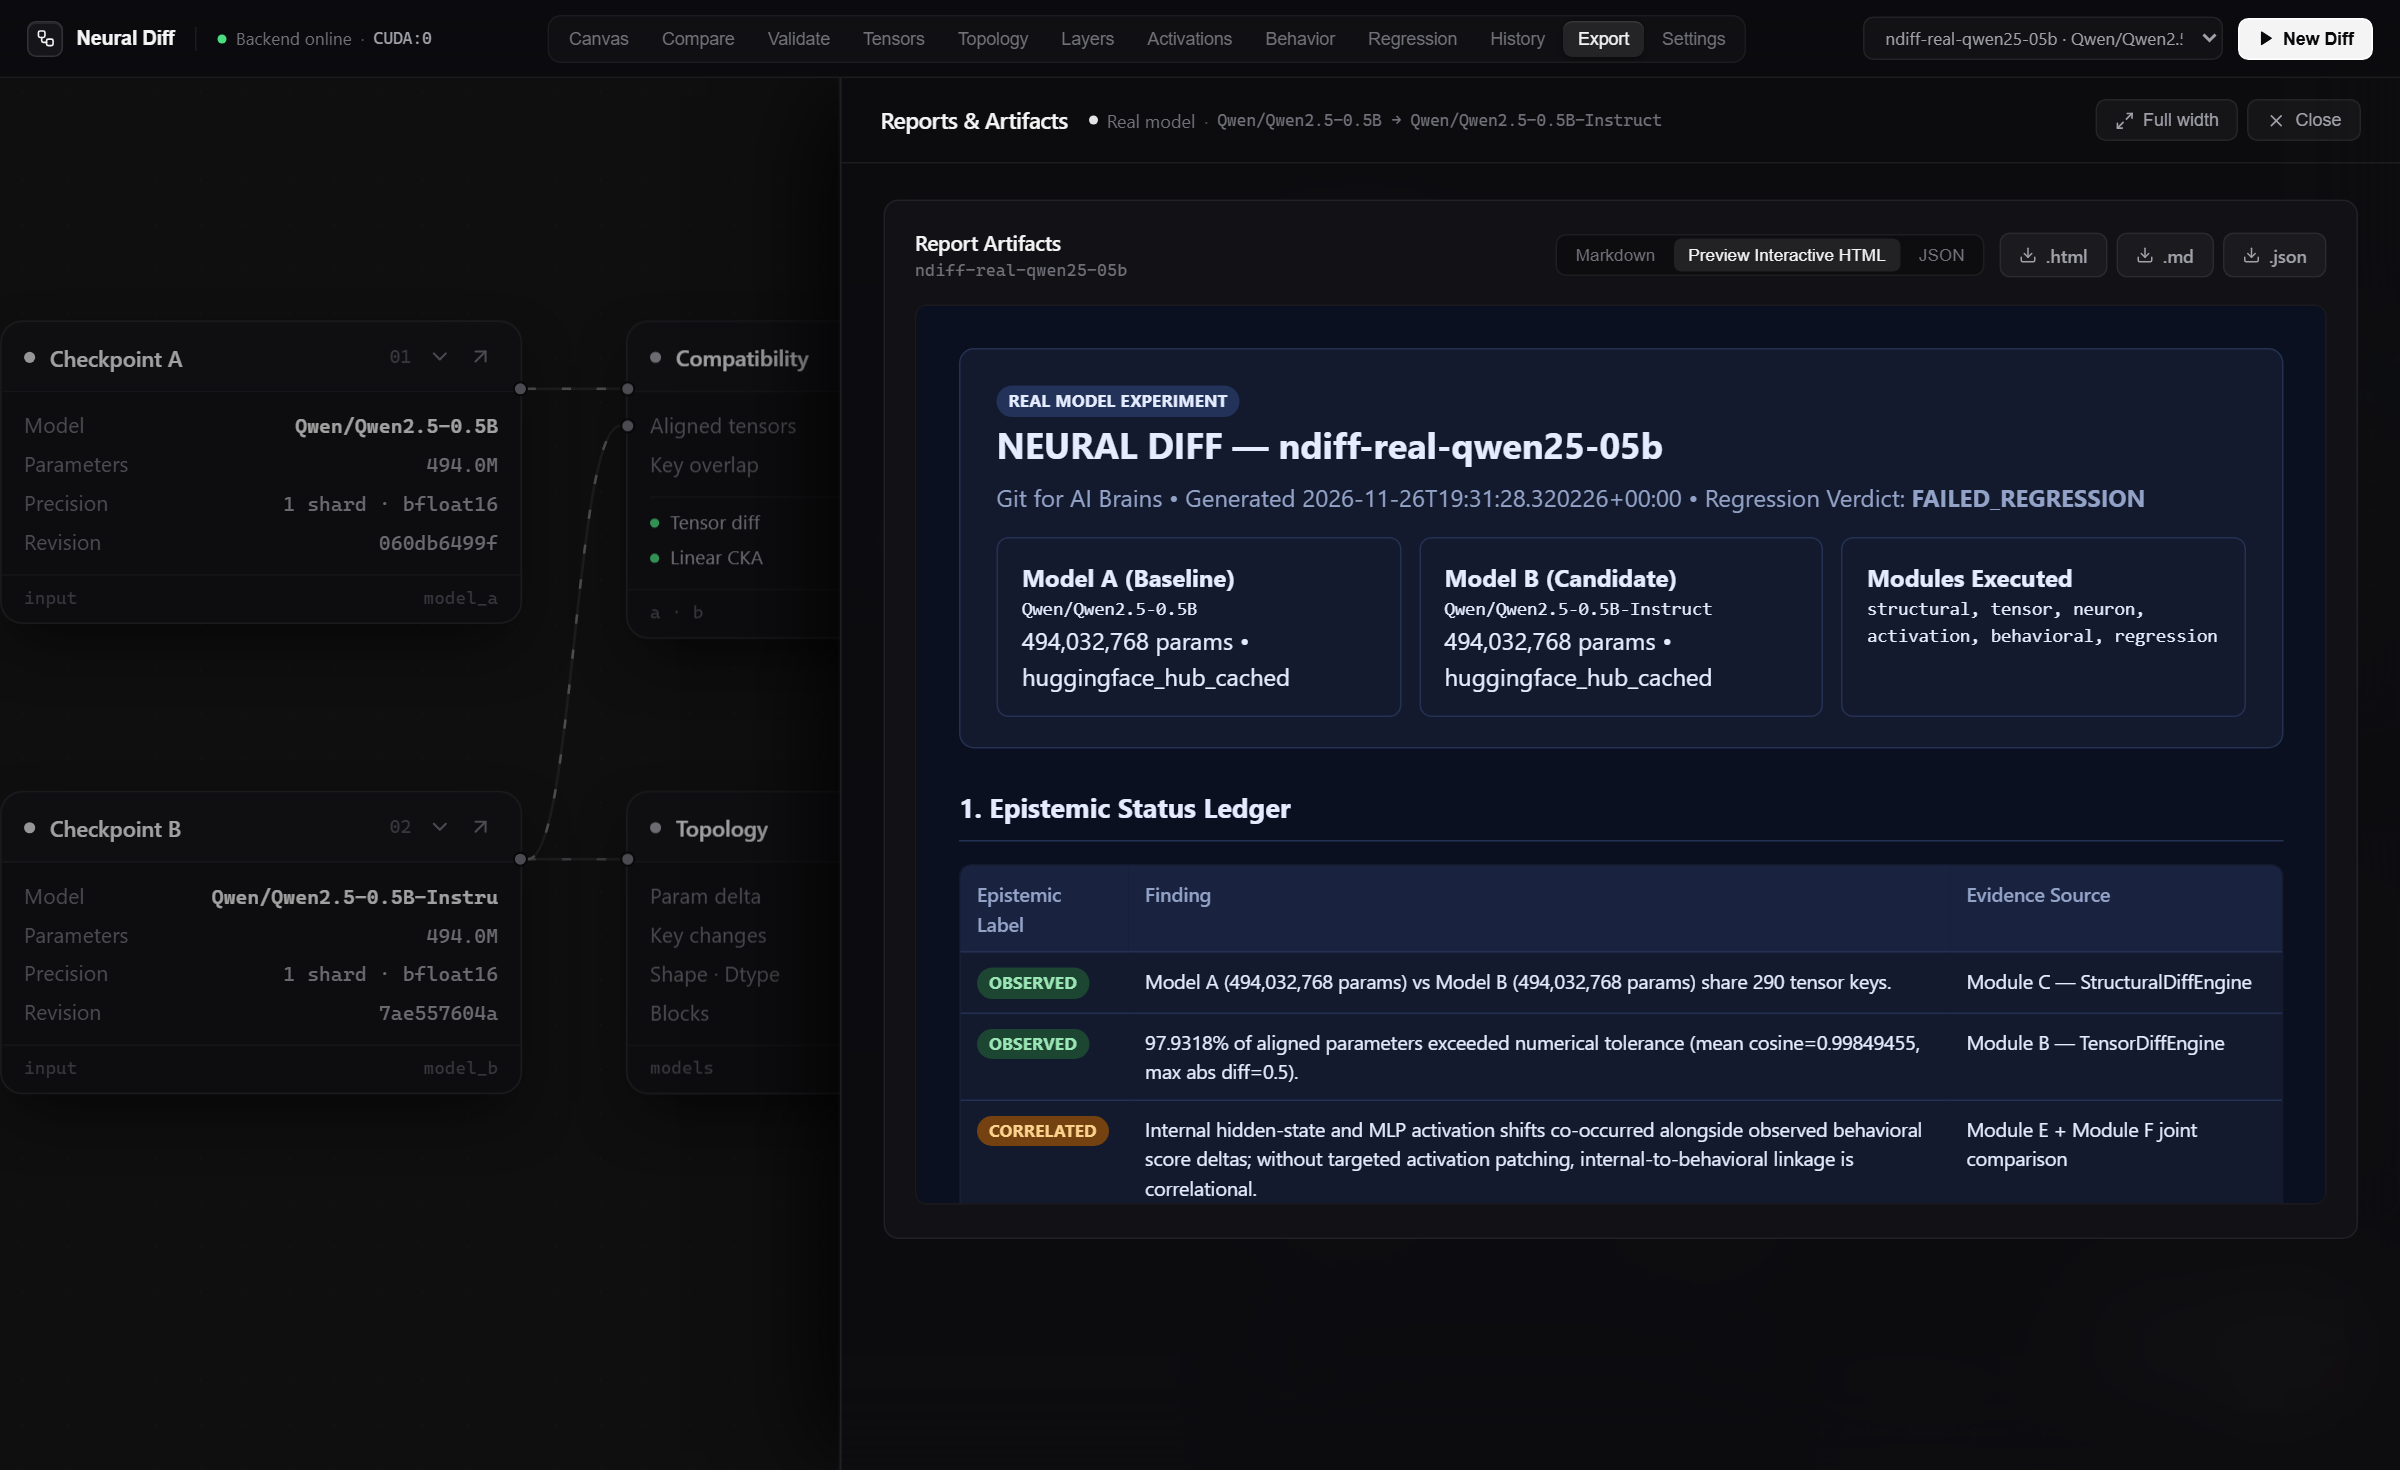 Neural Diff
Backend online · CUDA:0
Canvas Compare Validate Tensors Topology Layers Activations Behavior Regression History Export Settings
ndiff-real-qwen25-05b · Qwen/Qwen2.!
New Diff
Reports & Artifacts
Real model · Qwen/Qwen2.5-0.5B → Qwen/Qwen2.5-0.5B-Instruct
Full width
Close
Checkpoint A 01
Model Qwen/Qwen2.5-0.5B
Parameters 494.0M
Precision 1 shard · bfloat16
Revision 060db6499f
input model_a
Compatibility
Aligned tensors
Key overlap
Tensor diff
Linear CKA
a · b
Checkpoint B 02
Model Qwen/Qwen2.5-0.5B-Instru
Parameters 494.0M
Precision 1 shard · bfloat16
Revision 7ae557604a
input model_b
Topology
Param delta
Key changes
Shape · Dtype
Blocks
models
Report Artifacts
ndiff-real-qwen25-05b
Markdown Preview Interactive HTML JSON
.html .md .json
REAL MODEL EXPERIMENT
NEURAL DIFF — ndiff-real-qwen25-05b
Git for AI Brains • Generated 2026-11-26T19:31:28.320226+00:00 • Regression Verdict: FAILED_REGRESSION
Model A (Baseline)
Qwen/Qwen2.5-0.5B
494,032,768 params •
huggingface_hub_cached
Model B (Candidate)
Qwen/Qwen2.5-0.5B-Instruct
494,032,768 params •
huggingface_hub_cached
Modules Executed
structural, tensor, neuron,
activation, behavioral, regression
1. Epistemic Status Ledger
Epistemic
Label
Finding
Evidence Source
OBSERVED
Model A (494,032,768 params) vs Model B (494,032,768 params) share 290 tensor keys.
Module C — StructuralDiffEngine
OBSERVED
97.9318% of aligned parameters exceeded numerical tolerance (mean cosine=0.99849455,
max abs diff=0.5).
Module B — TensorDiffEngine
CORRELATED
Internal hidden-state and MLP activation shifts co-occurred alongside observed behavioral
score deltas; without targeted activation patching, internal-to-behavioral linkage is
correlational.
Module E + Module F joint
comparison